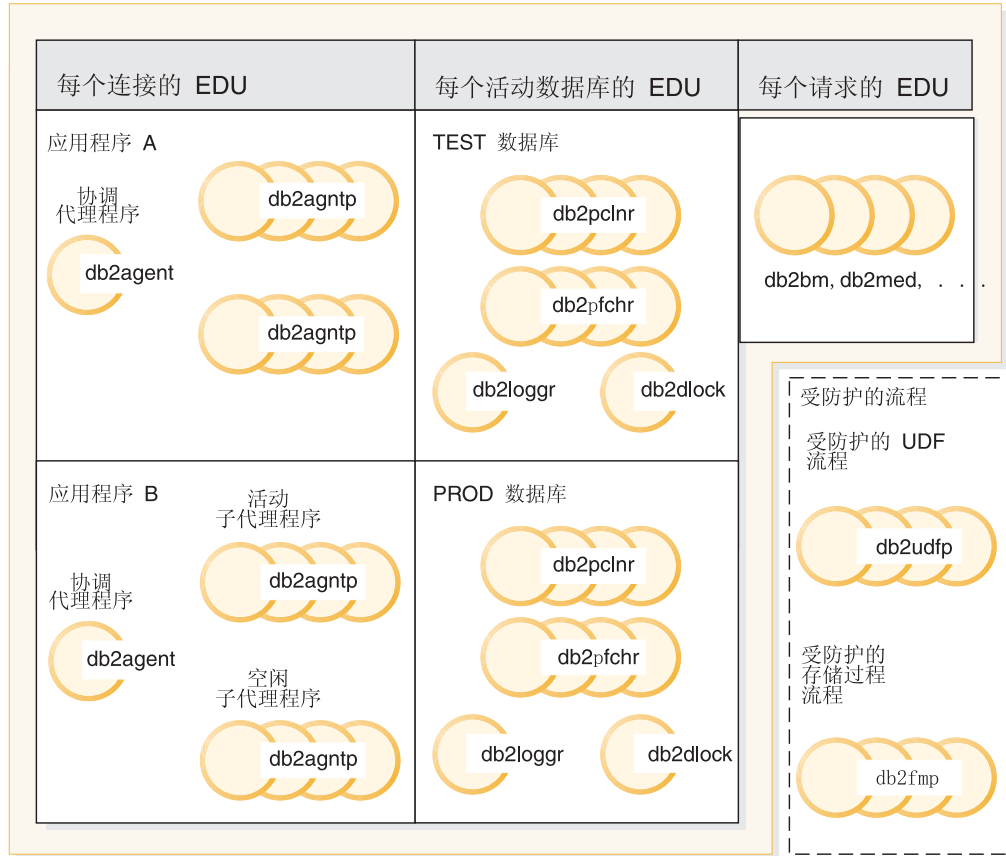 每个连接的 EDU
每个活动数据库的 EDU
每个请求的 EDU
应用程序 A
协调
代理程序
db2agent
db2agntp
db2agntp
TEST 数据库
db2pclnr
db2pfchr
db2loggr
db2dlock
db2bm, db2med, . . .
应用程序 B
协调
代理程序
db2agent
活动
子代理程序
db2agntp
空闲
子代理程序
db2agntp
PROD 数据库
db2pclnr
db2pfchr
db2loggr
db2dlock
受防护的流程
受防护的 UDF
流程
db2udfp
受防护的
存储过程
流程
db2fmp